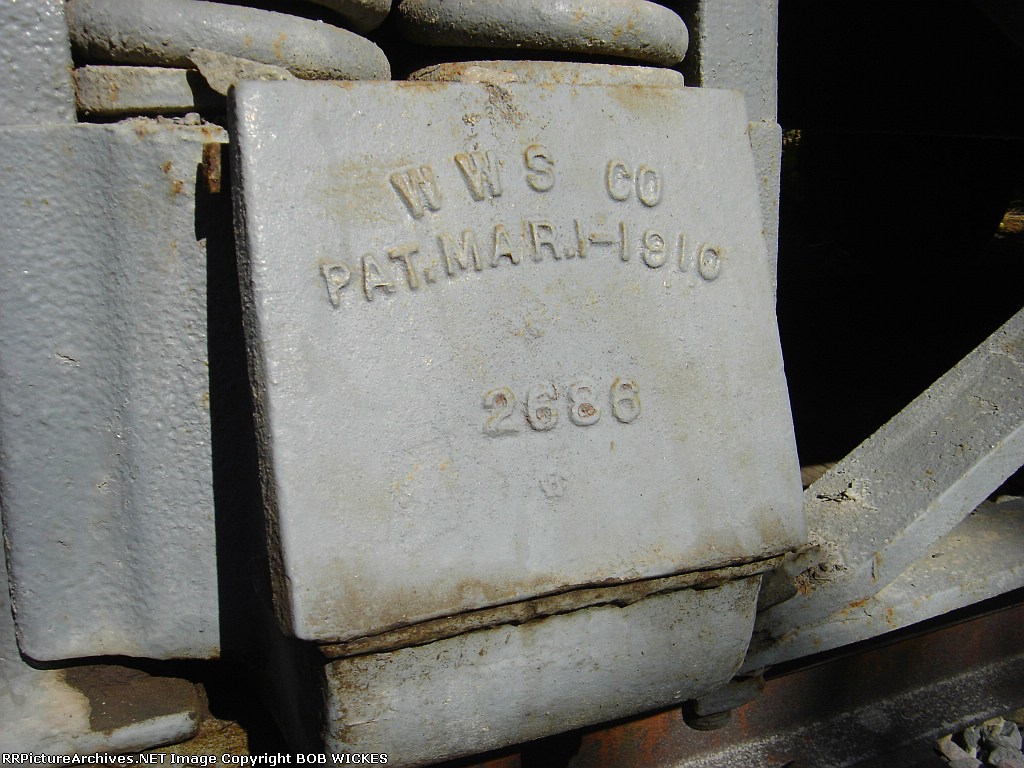 W W S CO
PAT. MAR.1-1910
2686
RRPictureArchives.NET Image Copyright BOB WICKES